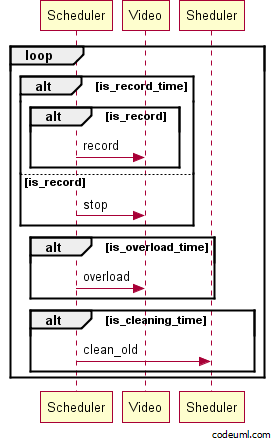 Scheduler Video Sheduler
loop
alt [is_record_time]
alt [is_record]
record
[is_record]
stop
alt [is_overload_time]
overload
alt [is_cleaning_time]
clean_old
Scheduler Video Sheduler
codeuml.com